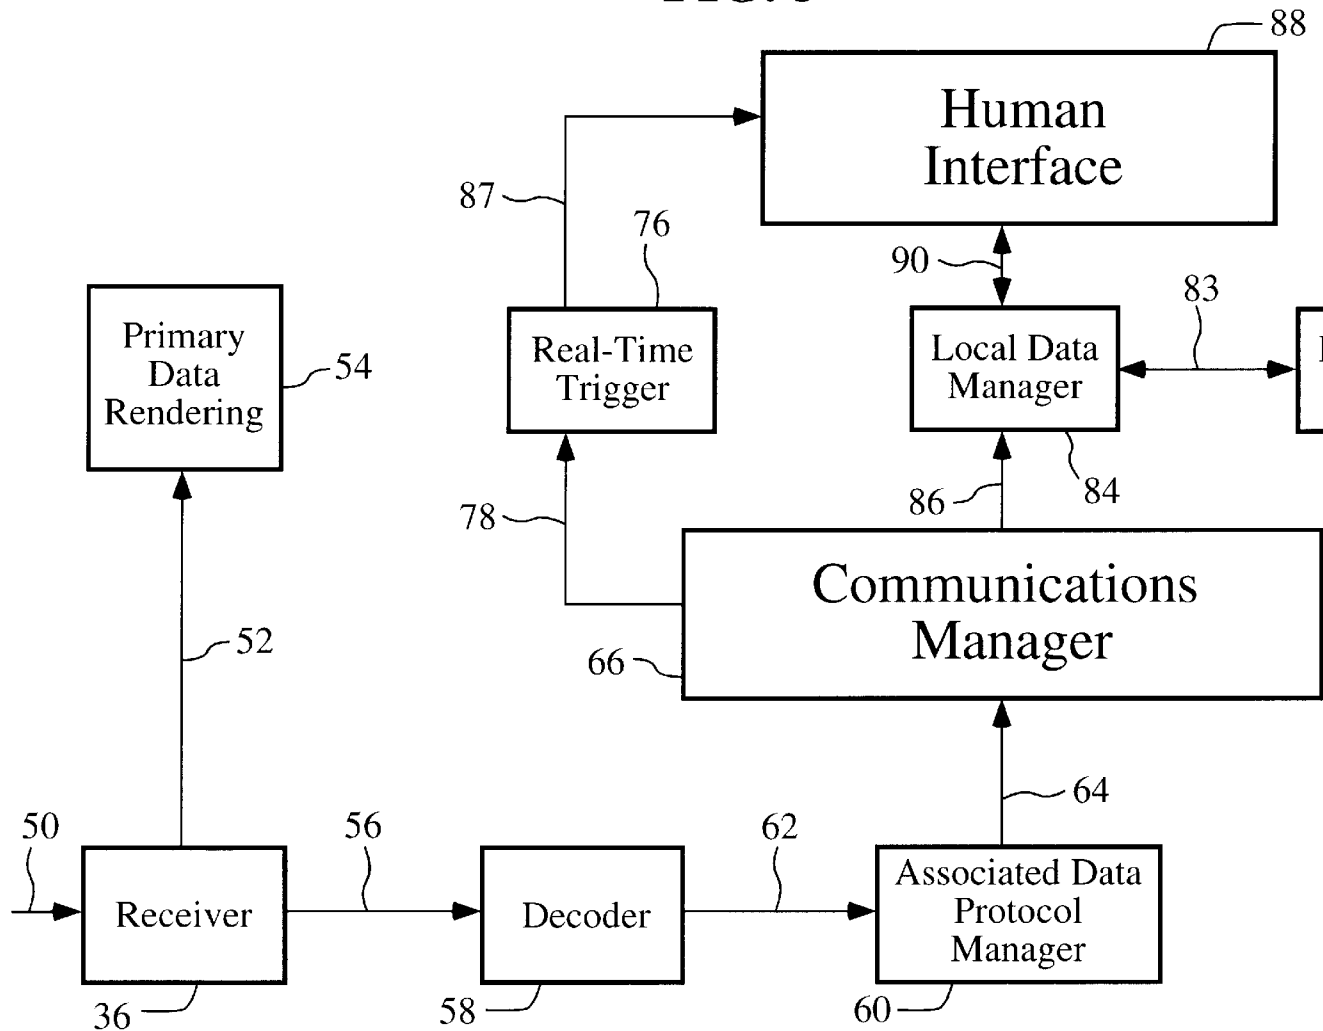 88
Human
Interface
87
76
90
83
Primary
Data
Rendering
54
Real-Time
Trigger
Local Data
Manager
86
84
78
Communications
Manager
52
66
64
50
56
62
Receiver
Decoder
Associated Data
Protocol
Manager
36
58
60